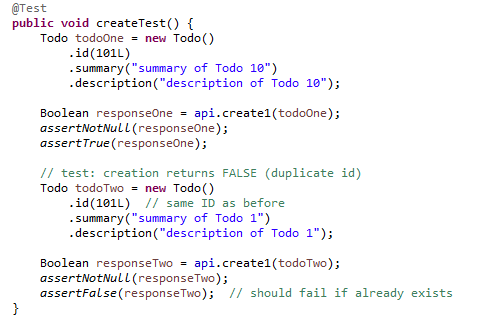 @Test
public void createTest() {
    Todo todoOne = new Todo()
        .id(101L)
        .summary("summary of Todo 10")
        .description("description of Todo 10");

    Boolean responseOne = api.create1(todoOne);
    assertNotNull(responseOne);
    assertTrue(responseOne);

    // test: creation returns FALSE (duplicate id)
    Todo todoTwo = new Todo()
        .id(101L)  // same ID as before
        .summary("summary of Todo 1")
        .description("description of Todo 1");

    Boolean responseTwo = api.create1(todoTwo);
    assertNotNull(responseTwo);
    assertFalse(responseTwo);  // should fail if already exists
}